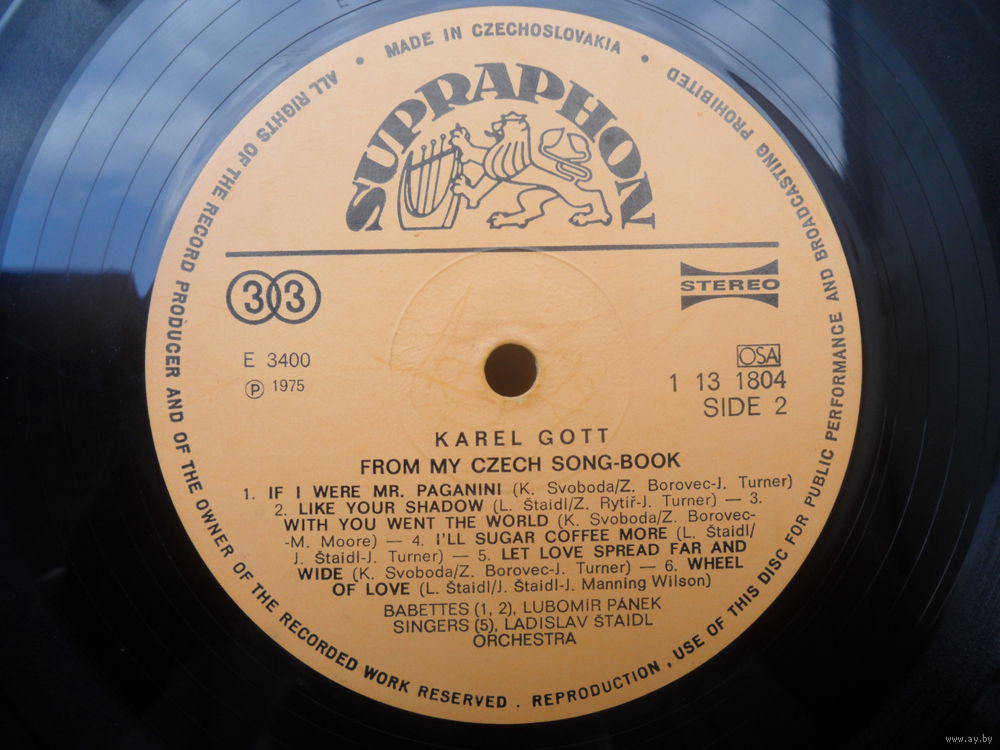 MADE IN CZECHOSLOVAKIA
ALL RIGHTS OF THE RECORD PRODUCER AND OF THE OWNER OF THE RECORDED WORK RESERVED . REPRODUCTION , USE OF THIS DISC FOR PUBLIC PERFORMANCE AND BROADCASTING PROHIBITED
SUPRAPHON
33
STEREO
E 3400
℗ 1975
OSA
1 13 1804
SIDE 2
KAREL GOTT
FROM MY CZECH SONG-BOOK
1. IF I WERE MR. PAGANINI (K. Svoboda/Z. Borovec-J. Turner)
2. LIKE YOUR SHADOW (L. Štaidl/Z. Rytíř-J. Turner) — 3.
WITH YOU WENT THE WORLD (K. Svoboda/Z. Borovec-
-M. Moore) — 4. I'LL SUGAR COFFEE MORE (L. Štaidl/
J. Štaidl-J. Turner) — 5. LET LOVE SPREAD FAR AND
WIDE (K. Svoboda/Z. Borovec-J. Turner) — 6. WHEEL
OF LOVE (L. Štaidl/J. Štaidl-J. Manning Wilson)
BABETTES (1, 2), LUBOMÍR PÁNEK
SINGERS (5), LADISLAV ŠTAIDL
ORCHESTRA
www.ay.by